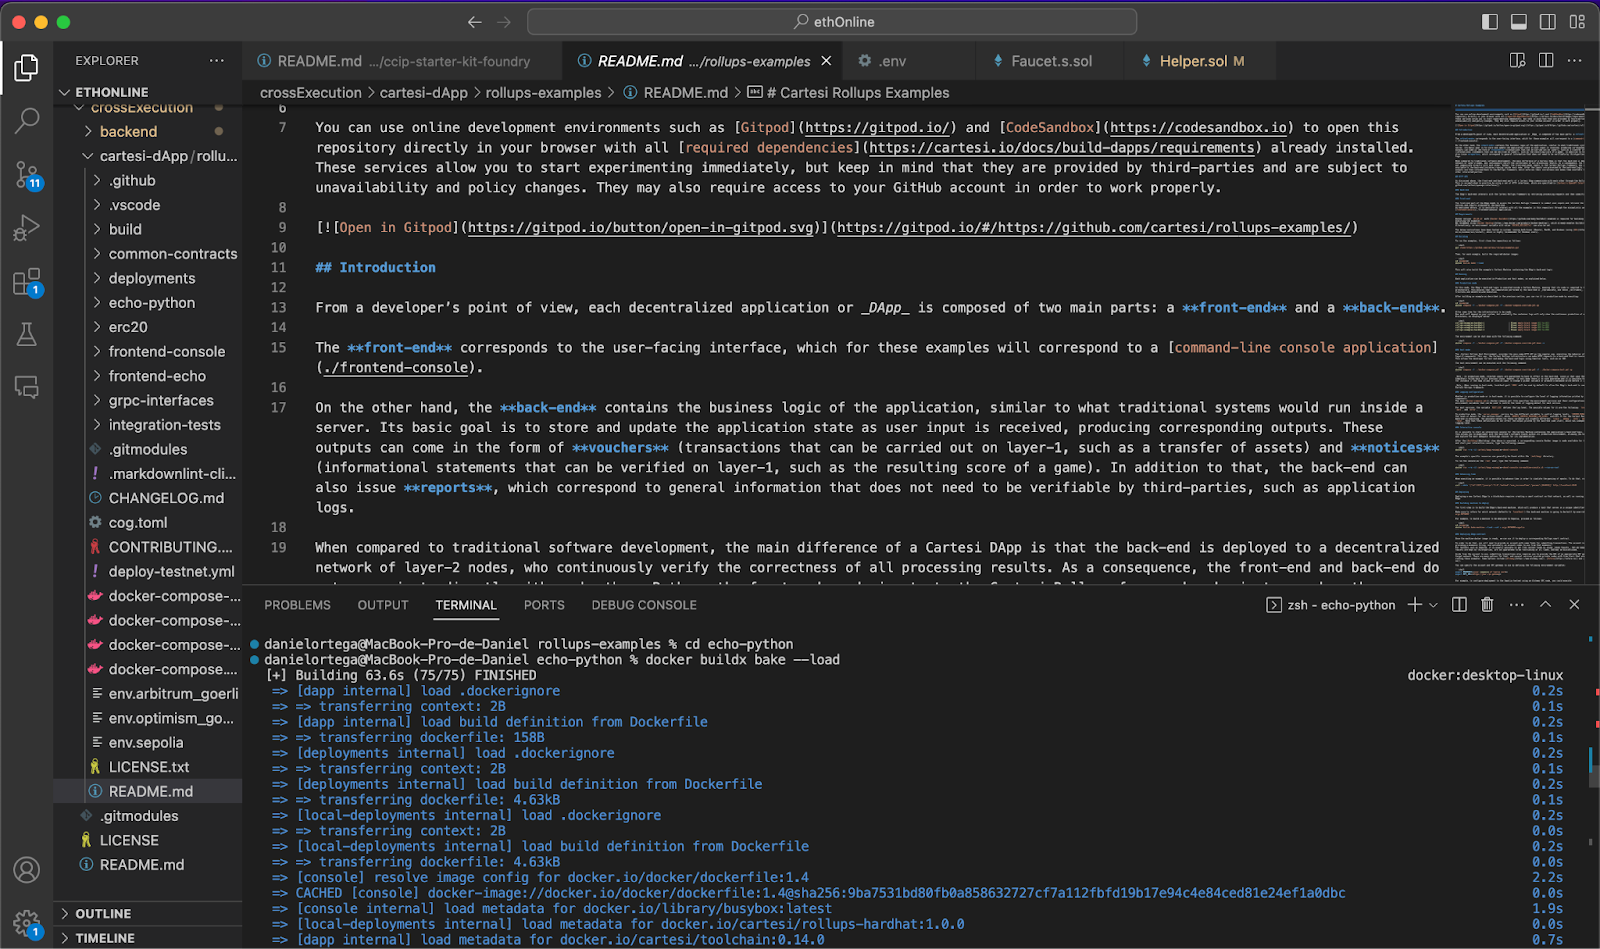 ethOnline
EXPLORER
README.md .../ccip-starter-kit-foundry
README.md .../rollups-examples
.env
Faucet.s.sol
Helper.sol M
ETHONLINE
crossExecution > cartesi-dApp > rollups-examples > README.md > # Cartesi Rollups Examples
crossExecution
backend
cartesi-dApp/rollu...
.github
.vscode
build
common-contracts
deployments
echo-python
erc20
frontend-console
frontend-echo
grpc-interfaces
integration-tests
.gitmodules
.markdownlint-cli...
CHANGELOG.md
cog.toml
CONTRIBUTING....
deploy-testnet.yml
docker-compose-...
docker-compose-...
docker-compose-...
docker-compose....
env.arbitrum_goerli
env.optimism_go...
env.sepolia
LICENSE.txt
README.md
.gitmodules
LICENSE
README.md
OUTLINE
TIMELINE
11
1
1
6
7 You can use online development environments such as [Gitpod](https://gitpod.io/) and [CodeSandbox](https://codesandbox.io) to open this
repository directly in your browser with all [required dependencies](https://cartesi.io/docs/build-dapps/requirements) already installed.
These services allow you to start experimenting immediately, but keep in mind that they are provided by third-parties and are subject to
unavailability and policy changes. They may also require access to your GitHub account in order to work properly.
8
9 [![Open in Gitpod](https://gitpod.io/button/open-in-gitpod.svg)](https://gitpod.io/#/https://github.com/cartesi/rollups-examples/)
10
11 ## Introduction
12
13 From a developer’s point of view, each decentralized application or _DApp_ is composed of two main parts: a **front-end** and a **back-end**.
14
15 The **front-end** corresponds to the user-facing interface, which for these examples will correspond to a [command-line console application]
(./frontend-console).
16
17 On the other hand, the **back-end** contains the business logic of the application, similar to what traditional systems would run inside a
server. Its basic goal is to store and update the application state as user input is received, producing corresponding outputs. These
outputs can come in the form of **vouchers** (transactions that can be carried out on layer-1, such as a transfer of assets) and **notices**
(informational statements that can be verified on layer-1, such as the resulting score of a game). In addition to that, the back-end can
also issue **reports**, which correspond to general information that does not need to be verifiable by third-parties, such as application
logs.
18
19 When compared to traditional software development, the main difference of a Cartesi DApp is that the back-end is deployed to a decentralized
network of layer-2 nodes, who continuously verify the correctness of all processing results. As a consequence, the front-end and back-end do
PROBLEMS OUTPUT TERMINAL PORTS DEBUG CONSOLE
zsh - echo-python
danielortega@MacBook-Pro-de-Daniel rollups-examples % cd echo-python
danielortega@MacBook-Pro-de-Daniel echo-python % docker buildx bake --load
[+] Building 63.6s (75/75) FINISHED docker:desktop-linux
=> [dapp internal] load .dockerignore 0.2s
=> => transferring context: 2B 0.1s
=> [dapp internal] load build definition from Dockerfile 0.2s
=> => transferring dockerfile: 158B 0.1s
=> [deployments internal] load .dockerignore 0.2s
=> => transferring context: 2B 0.1s
=> [deployments internal] load build definition from Dockerfile 0.2s
=> => transferring dockerfile: 4.63kB 0.1s
=> [local-deployments internal] load .dockerignore 0.2s
=> => transferring context: 2B 0.0s
=> [local-deployments internal] load build definition from Dockerfile 0.2s
=> => transferring dockerfile: 4.63kB 0.0s
=> [console] resolve image config for docker.io/docker/dockerfile:1.4 2.2s
=> CACHED [console] docker-image://docker.io/docker/dockerfile:1.4@sha256:9ba7531bd80fb0a858632727cf7a112fbfd19b17e94c4e84ced81e24ef1a0dbc 0.0s
=> [console internal] load metadata for docker.io/library/busybox:latest 1.9s
=> [local-deployments internal] load metadata for docker.io/cartesi/rollups-hardhat:1.0.0 0.0s
=> [dapp internal] load metadata for docker.io/cartesi/toolchain:0.14.0 0.7s